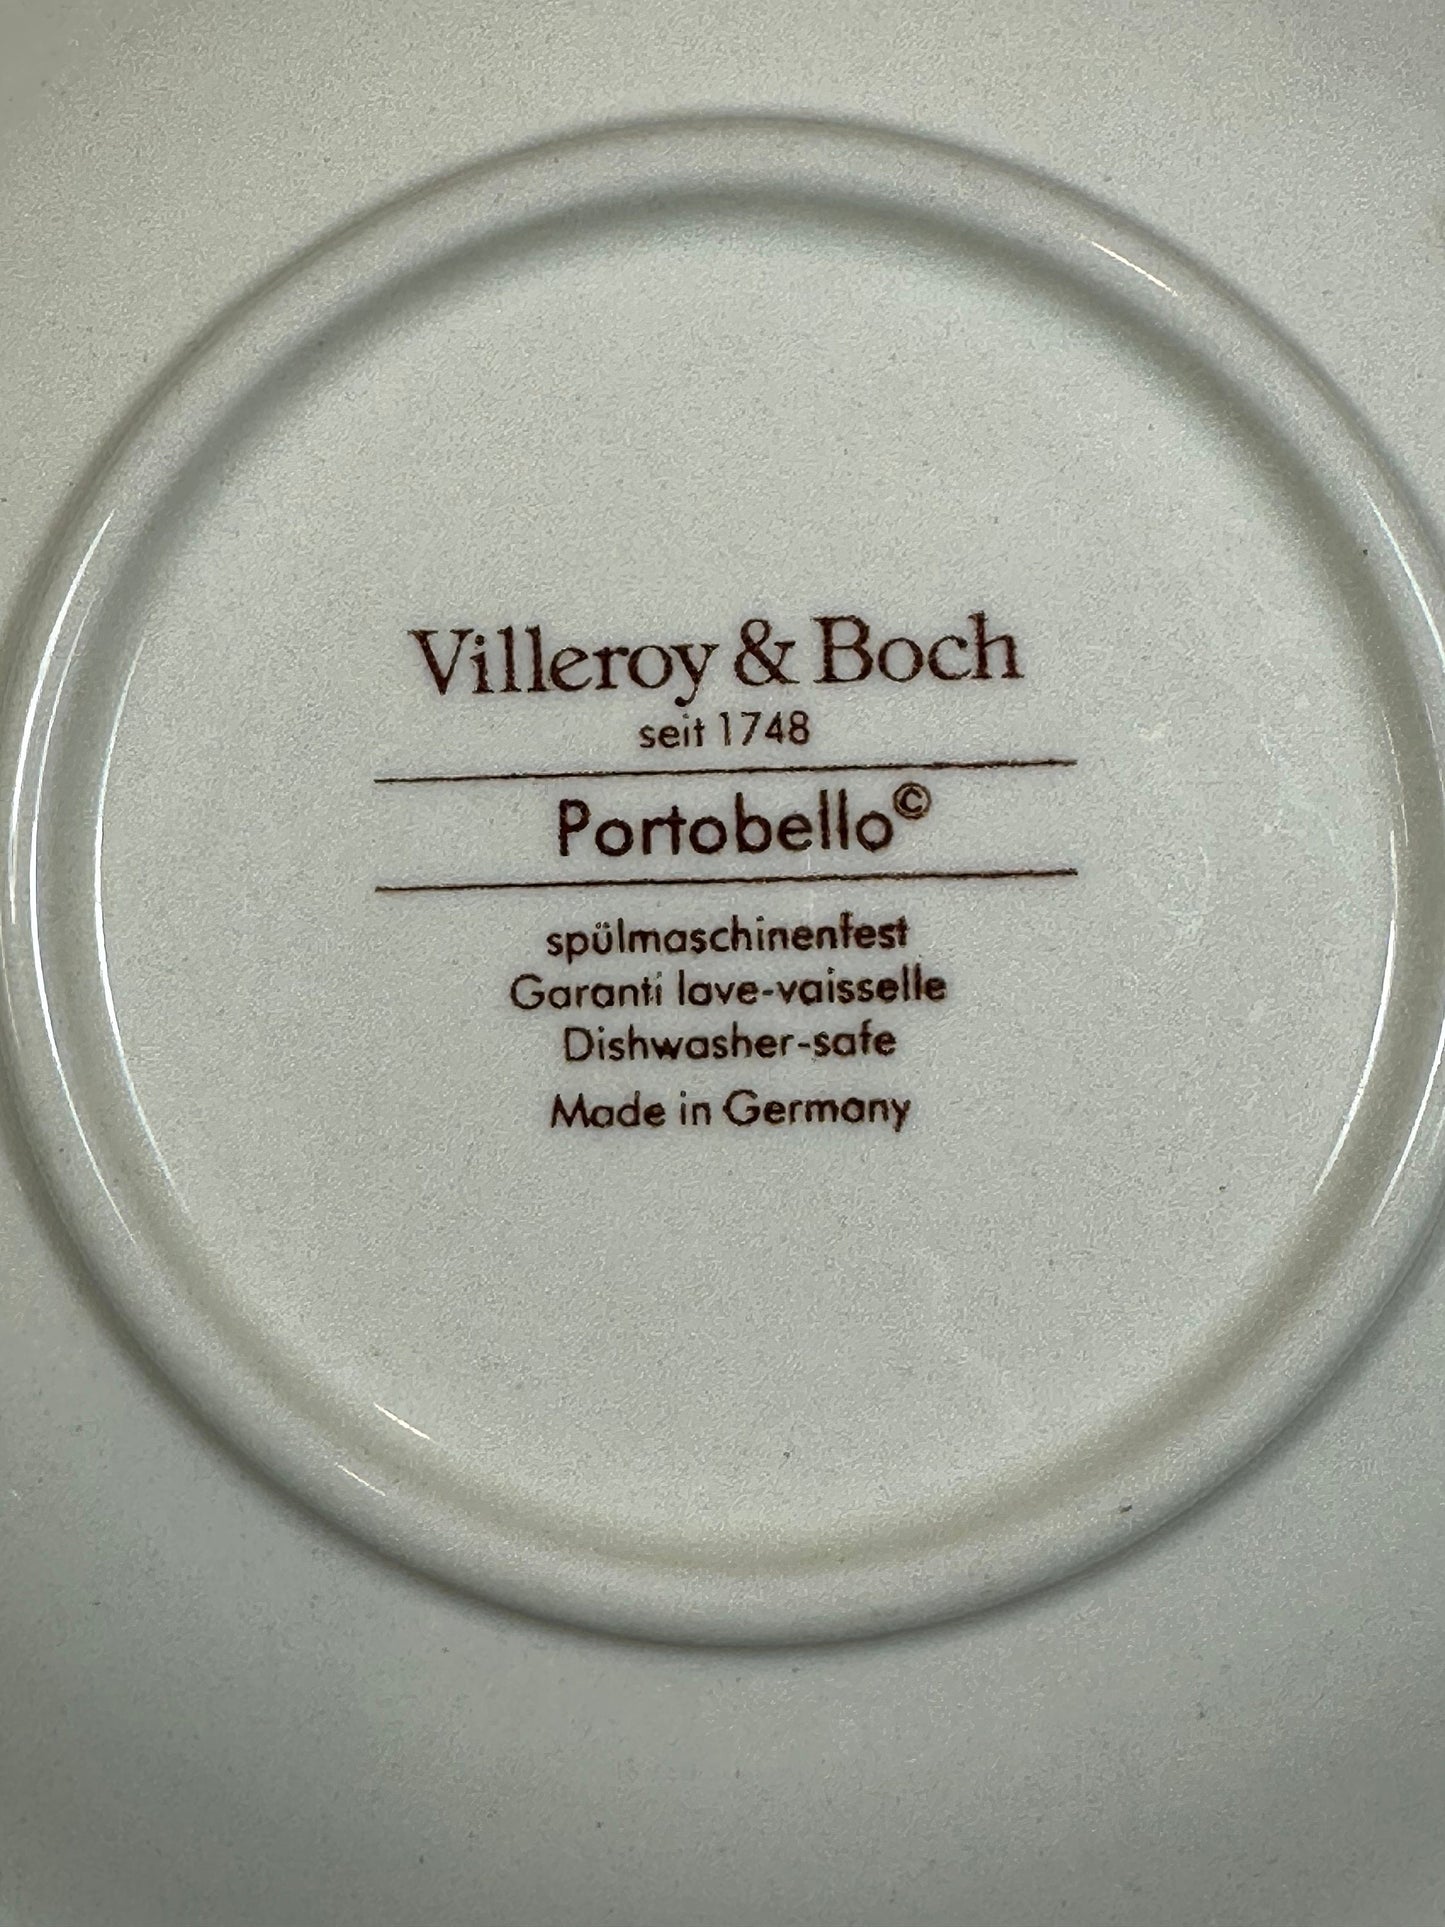 Villeroy & Boch
seit 1748
Portobello©
spülmaschinenfest
Garanti lave-vaisselle
Dishwasher-safe
Made in Germany